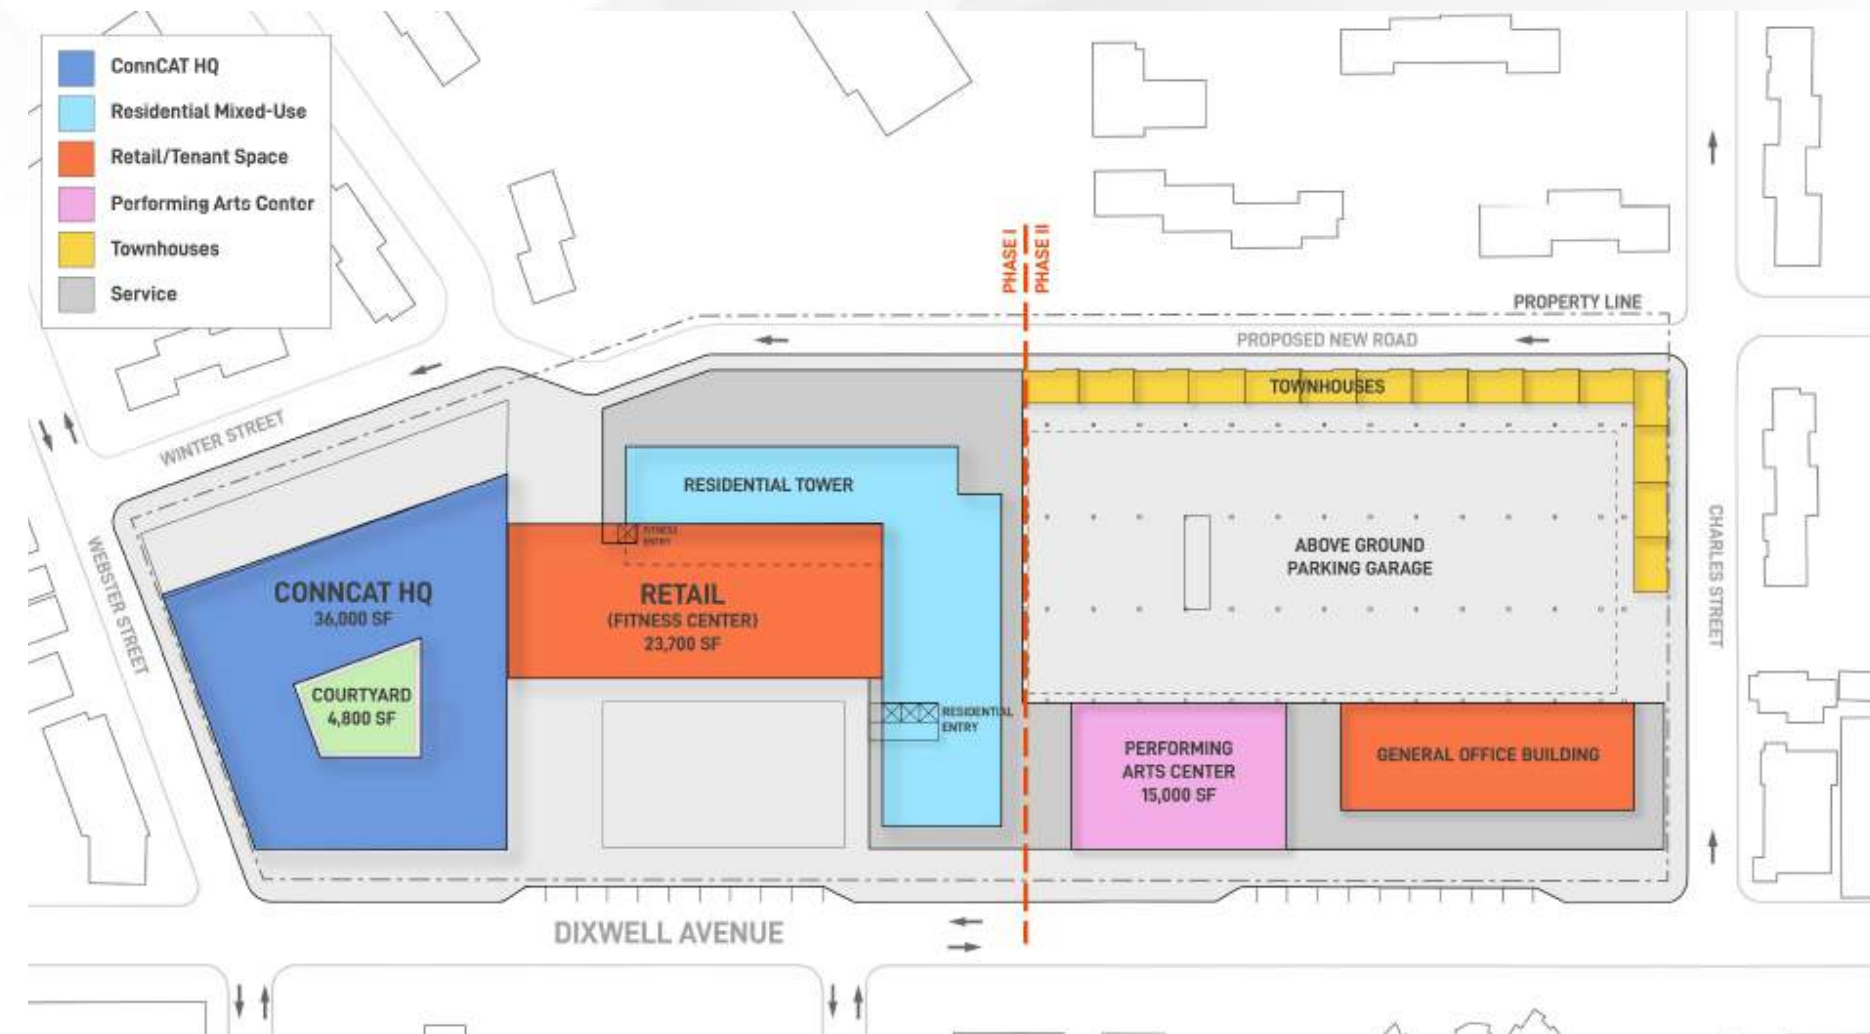 ConnCAT HQ
Residential Mixed-Use
Retail/Tenant Space
Performing Arts Center
Townhouses
Service
PHASE I
PHASE II
PROPERTY LINE
PROPOSED NEW ROAD
TOWNHOUSES
WINTER STREET
RESIDENTIAL TOWER
FITNESS
ENTRY
WEBSTER STREET
CONNCAT HQ
36,000 SF
COURTYARD
4,800 SF
RETAIL
(FITNESS CENTER)
23,700 SF
ABOVE GROUND
PARKING GARAGE
CHARLES STREET
RESIDENTIAL
ENTRY
PERFORMING
ARTS CENTER
15,000 SF
GENERAL OFFICE BUILDING
DIXWELL AVENUE